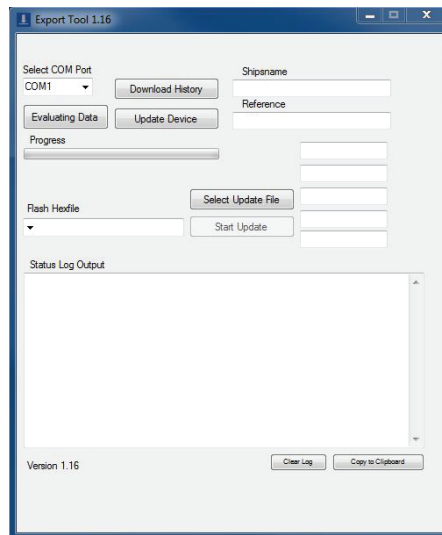 Export Tool 1.16
Select COM Port
COM1
Download History
Shipsname
Evaluating Data
Update Device
Reference
Progress
Select Update File
Flash Hexfile
Start Update
Status Log Output
Version 1.16
Clear Log
Copy to Clipboard